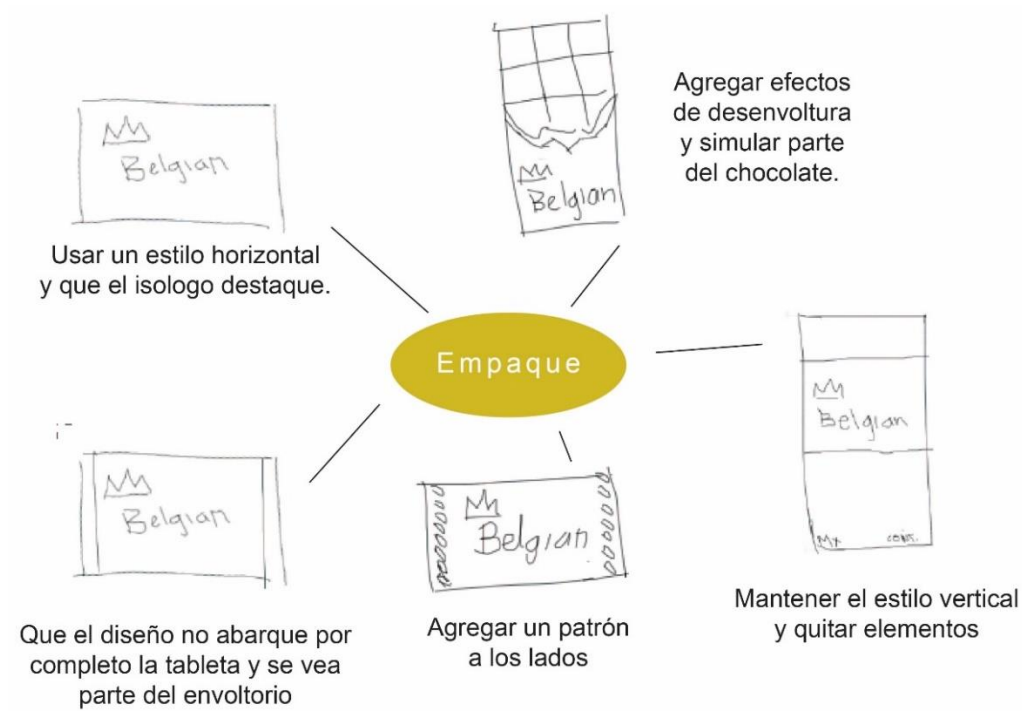 Belgian
Usar un estilo horizontal
y que el isologo destaque.
Belgian
Agregar efectos
de desenvoltura
y simular parte
del chocolate.
Empaque
Belgian
Mx
Mantener el estilo vertical
y quitar elementos
Belgian
Agregar un patrón
a los lados
Belgian
Que el diseño no abarque por
completo la tableta y se vea
parte del envoltorio